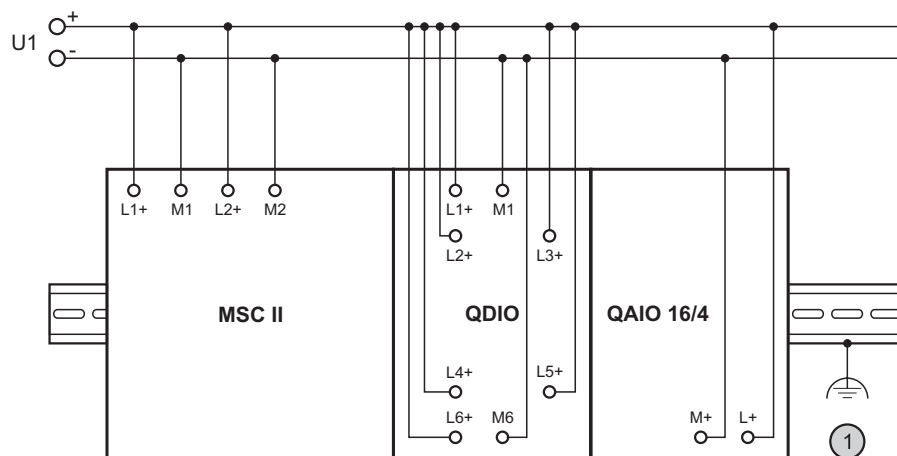 +
U1
-
L1+ M1 L2+ M2 L1+ M1
L2+ L3+
MSC II QDIO QAIO 16/4
L4+ L5+
L6+ M6 M+ L+
1